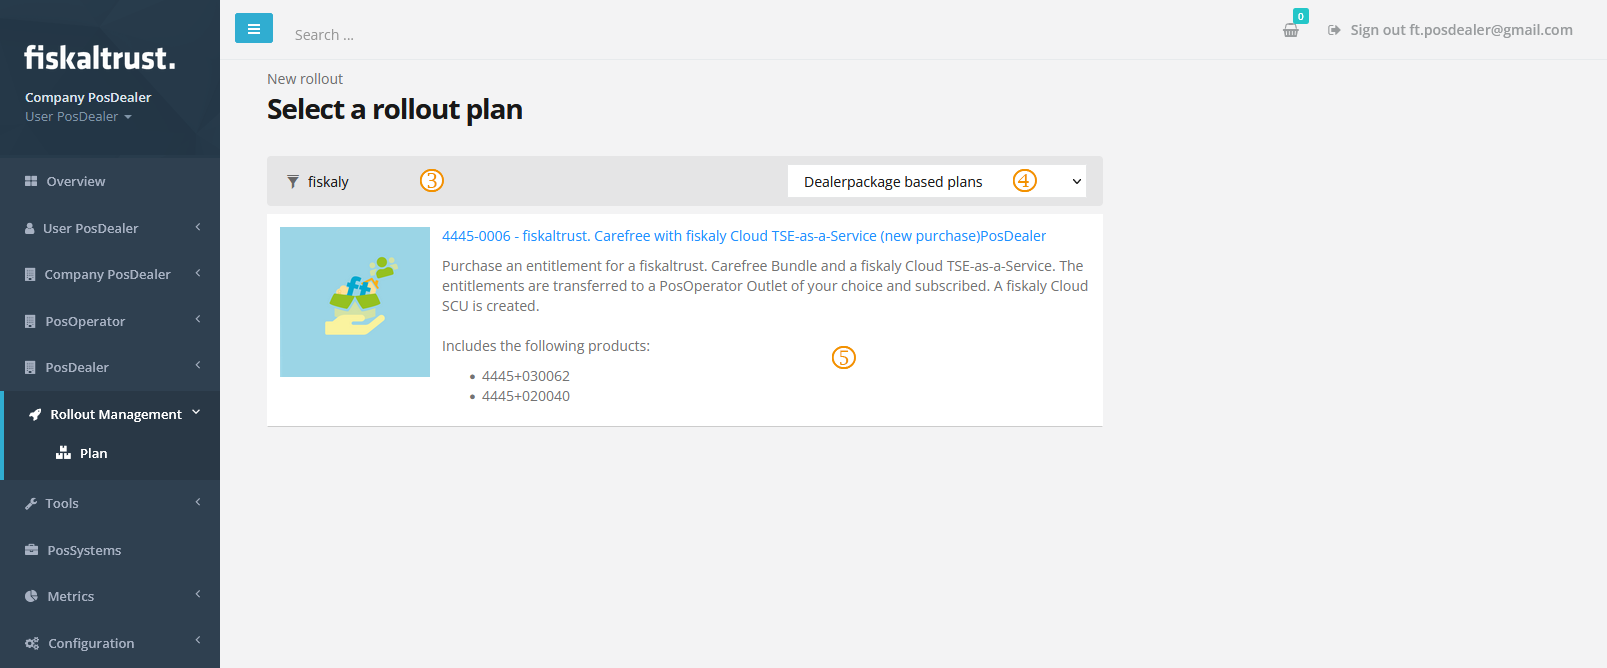 fiskaltrust.
Company PosDealer
User PosDealer
Overview
User PosDealer
Company PosDealer
PosOperator
PosDealer
Rollout Management
Plan
Tools
PosSystems
Metrics
Configuration
Search ...
0
Sign out ft.posdealer@gmail.com
New rollout
Select a rollout plan
fiskaly
3
Dealerpackage based plans
4
ft
4445-0006 - fiskaltrust. Carefree with fiskaly Cloud TSE-as-a-Service (new purchase)PosDealer
Purchase an entitlement for a fiskaltrust. Carefree Bundle and a fiskaly Cloud TSE-as-a-Service. The
entitlements are transferred to a PosOperator Outlet of your choice and subscribed. A fiskaly Cloud
SCU is created.
Includes the following products:
5
• 4445+030062
• 4445+020040